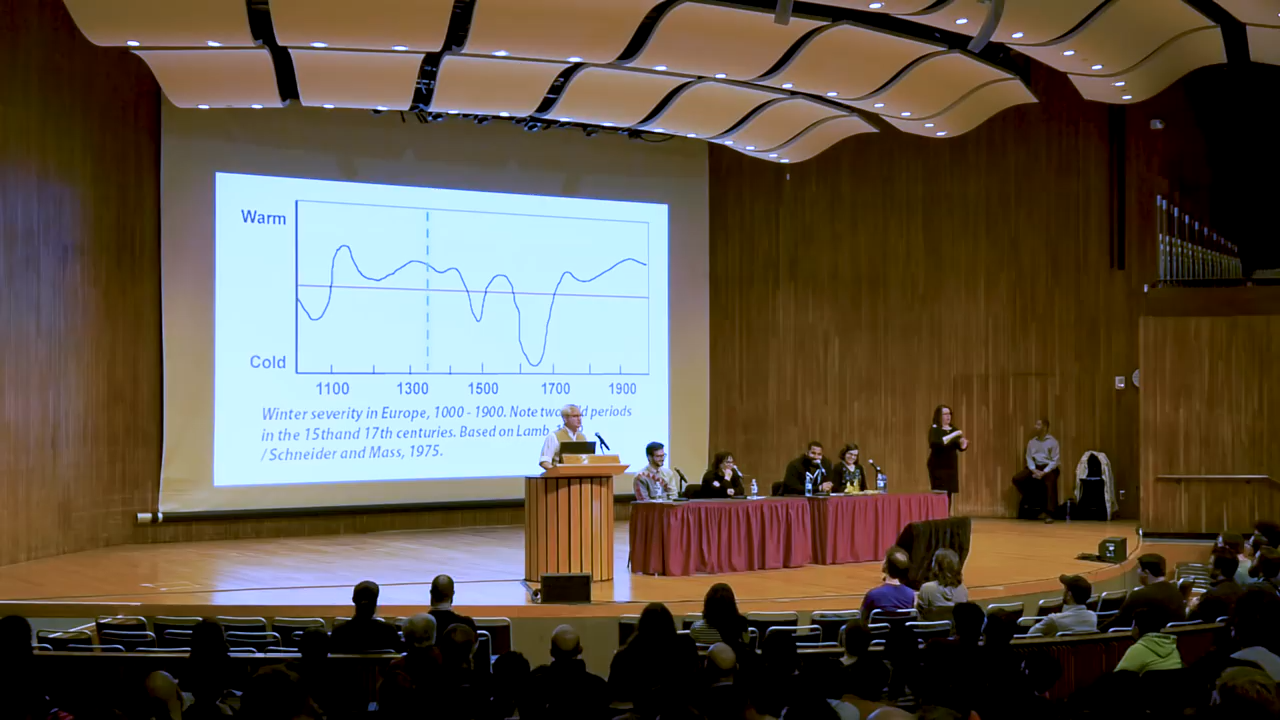 Warm
Cold
1100 1300 1500 1700 1900
Winter severity in Europe, 1000 - 1900. Note two periods
in the 15thand 17th centuries. Based on Lamb,
/ Schneider and Mass, 1975.